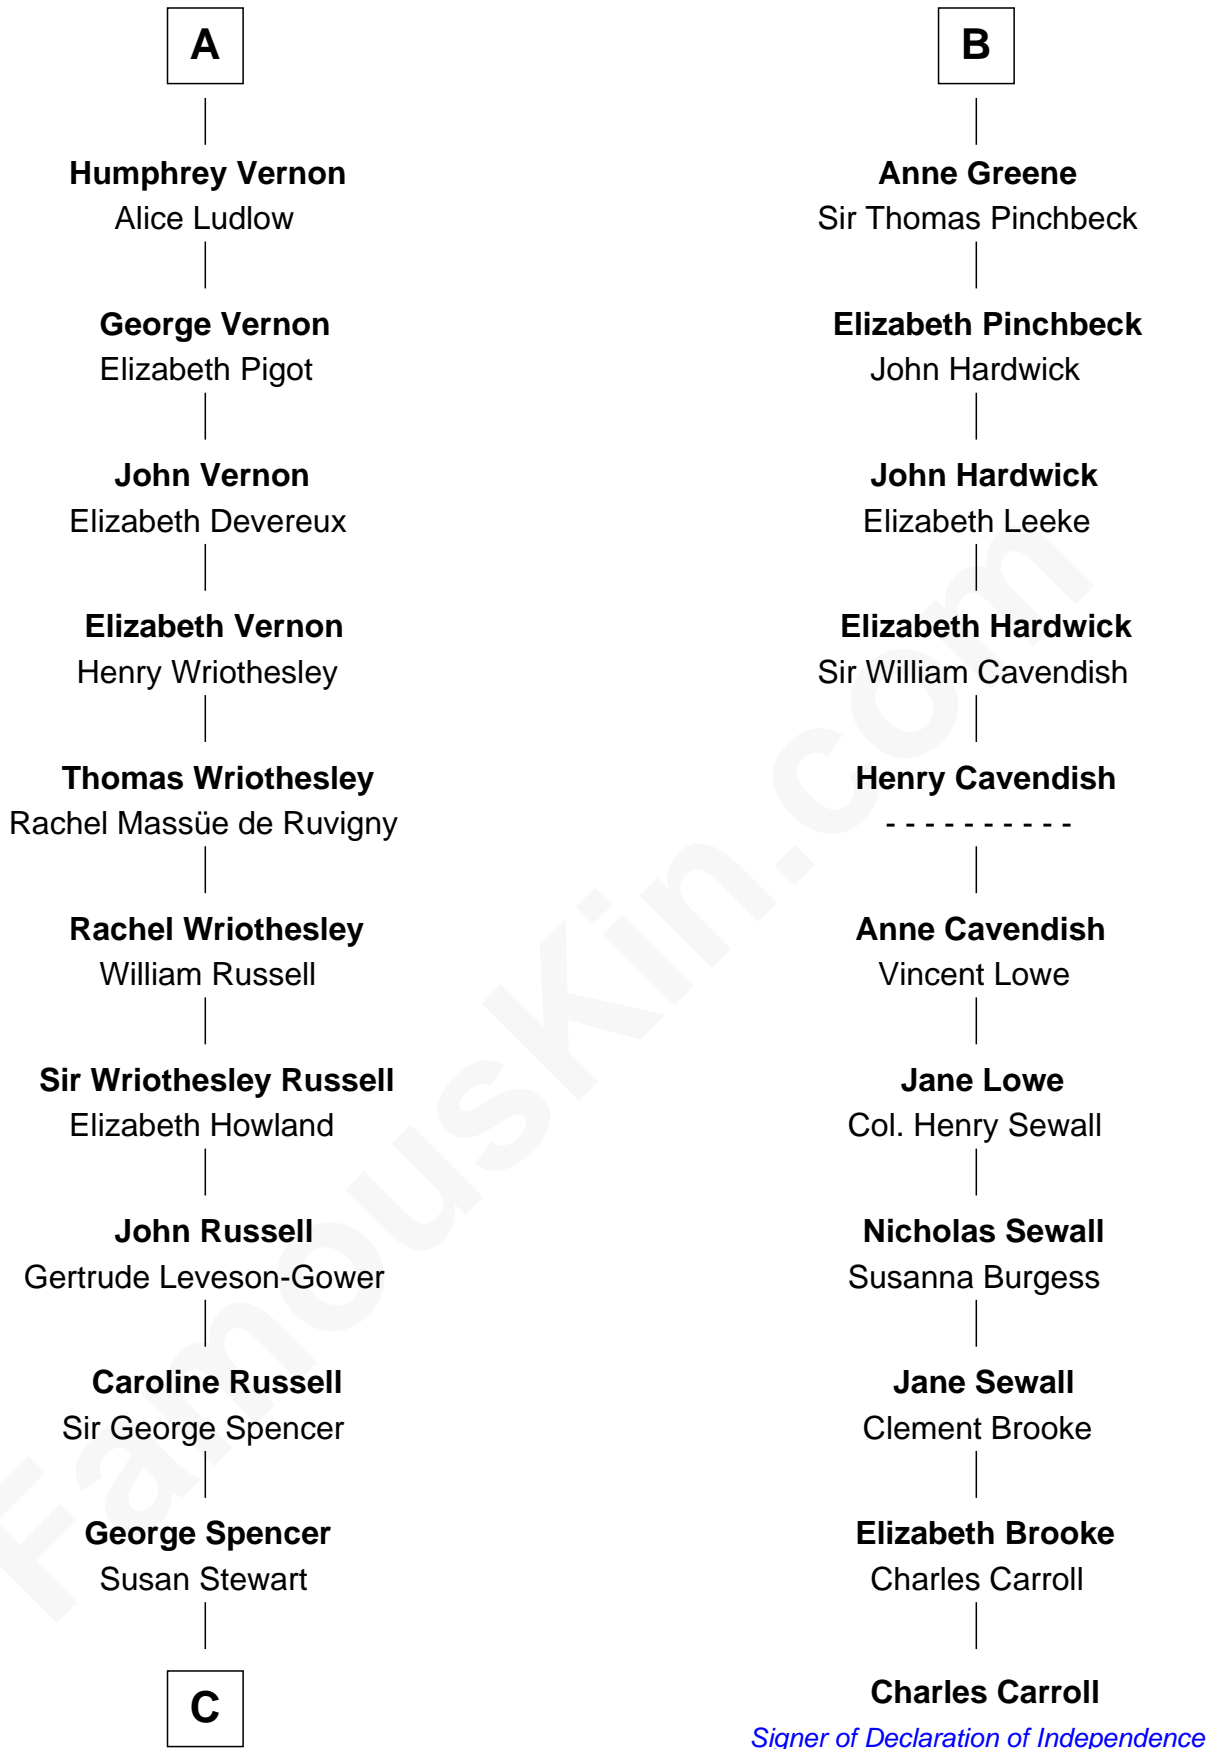 A
Humphrey Vernon
Alice Ludlow
George Vernon
Elizabeth Pigot
John Vernon
Elizabeth Devereux
Elizabeth Vernon
Henry Wriothesley
Thomas Wriothesley
Rachel Massüe de Ruvigny
Rachel Wriothesley
William Russell
Sir Wriothesley Russell
Elizabeth Howland
John Russell
Gertrude Leveson-Gower
Caroline Russell
Sir George Spencer
George Spencer
Susan Stewart
C
B
Anne Greene
Sir Thomas Pinchbeck
Elizabeth Pinchbeck
John Hardwick
John Hardwick
Elizabeth Leeke
Elizabeth Hardwick
Sir William Cavendish
Henry Cavendish
- - - - - - - - - -
Anne Cavendish
Vincent Lowe
Jane Lowe
Col. Henry Sewall
Nicholas Sewall
Susanna Burgess
Jane Sewall
Clement Brooke
Elizabeth Brooke
Charles Carroll
Charles Carroll
Signer of Declaration of Independence
FamousKin.com